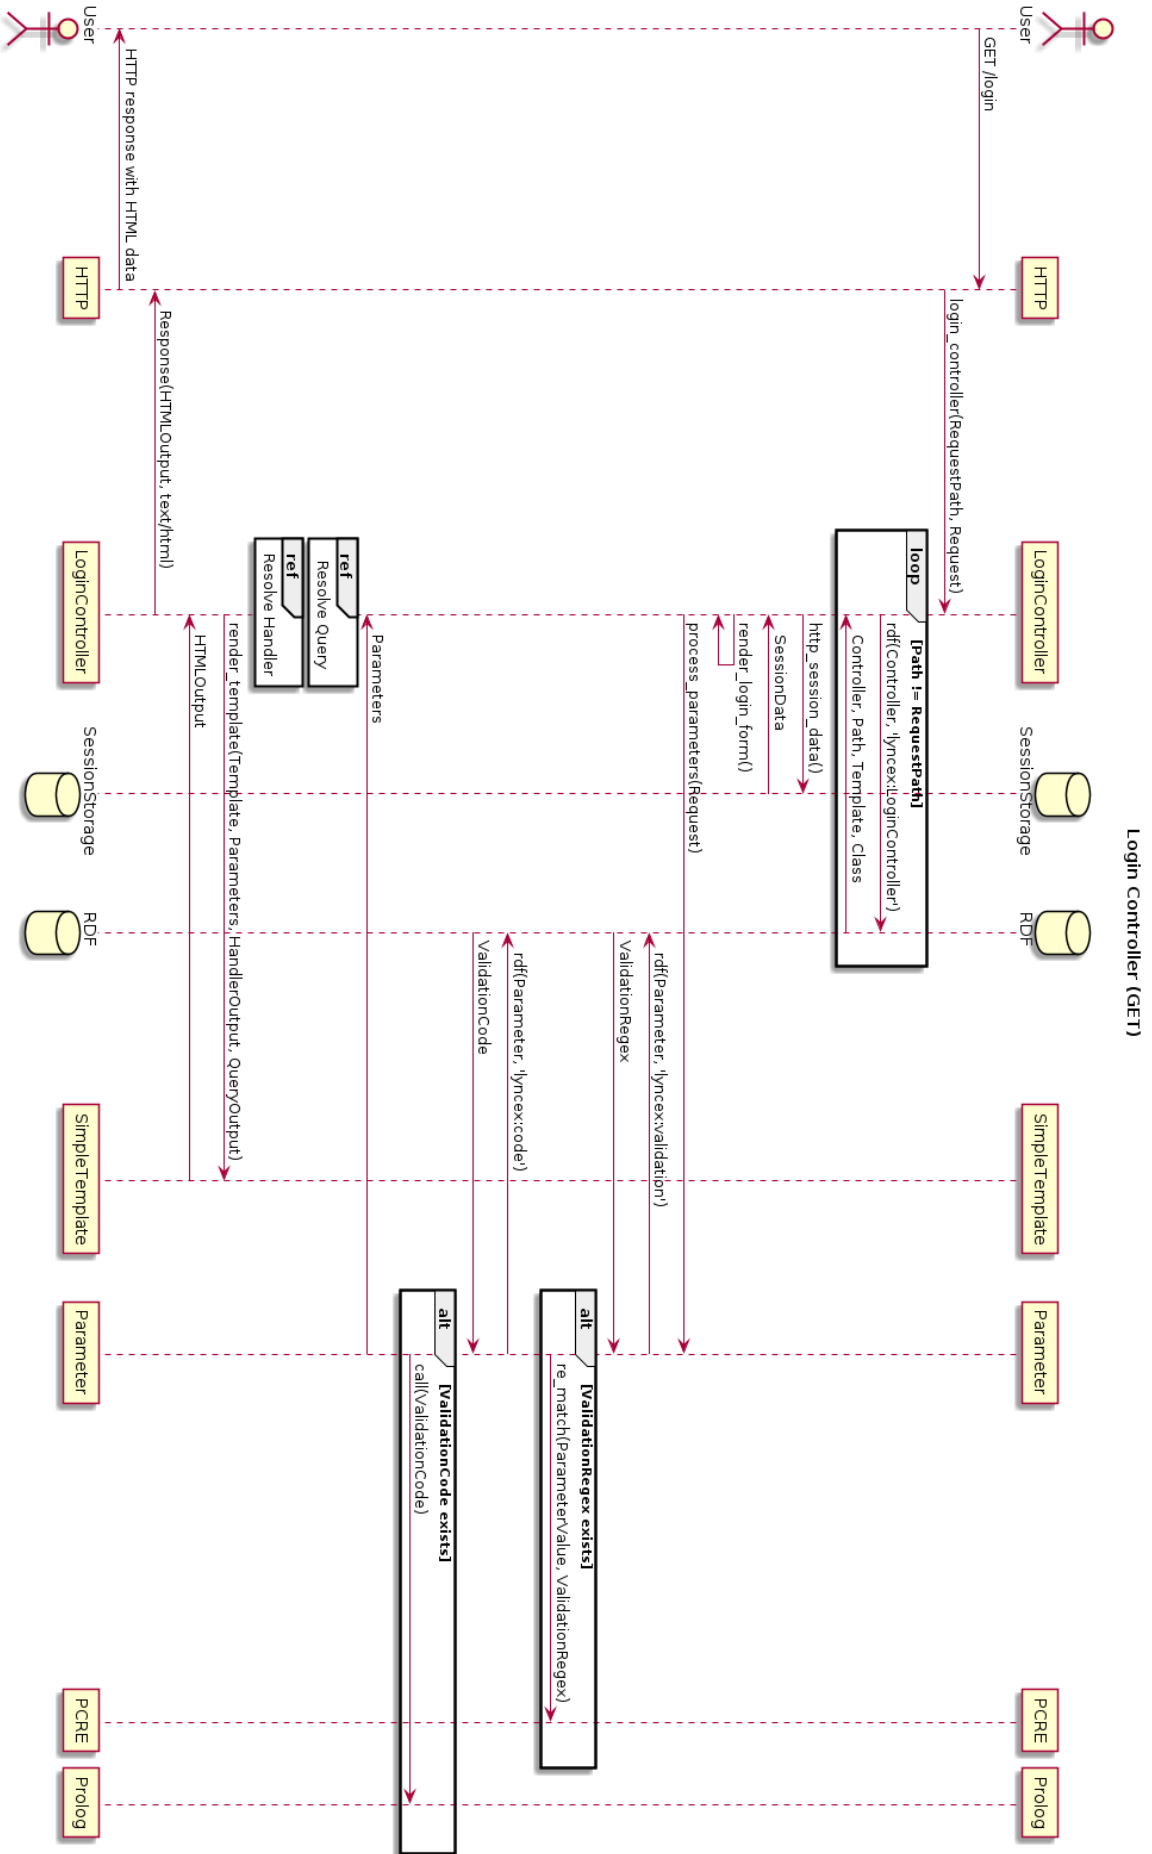 Login Controller (GET)
User
HTTP
LoginController
SessionStorage
RDF
SimpleTemplate
Parameter
PCRE
Prolog
GET /login
login_controller(RequestPath, Request)
loop
[Path != RequestPath]
rdf(Controller, 'lyncex:LoginController')
Controller, Path, Template, Class
http_session_data()
SessionData
render_login_form()
process_parameters(Request)
rdf(Parameter, 'lyncex:validation')
ValidationRegex
alt
[ValidationRegex exists]
re_match(ParameterValue, ValidationRegex)
rdf(Parameter, 'lyncex:code')
ValidationCode
alt
[ValidationCode exists]
call(ValidationCode)
Parameters
ref
Resolve Query
ref
Resolve Handler
render_template(Template, Parameters, HandlerOutput, QueryOutput)
HTMLOutput
Response(HTMLOutput, text/html)
HTTP response with HTML data
User
HTTP
LoginController
SessionStorage
RDF
SimpleTemplate
Parameter
PCRE
Prolog